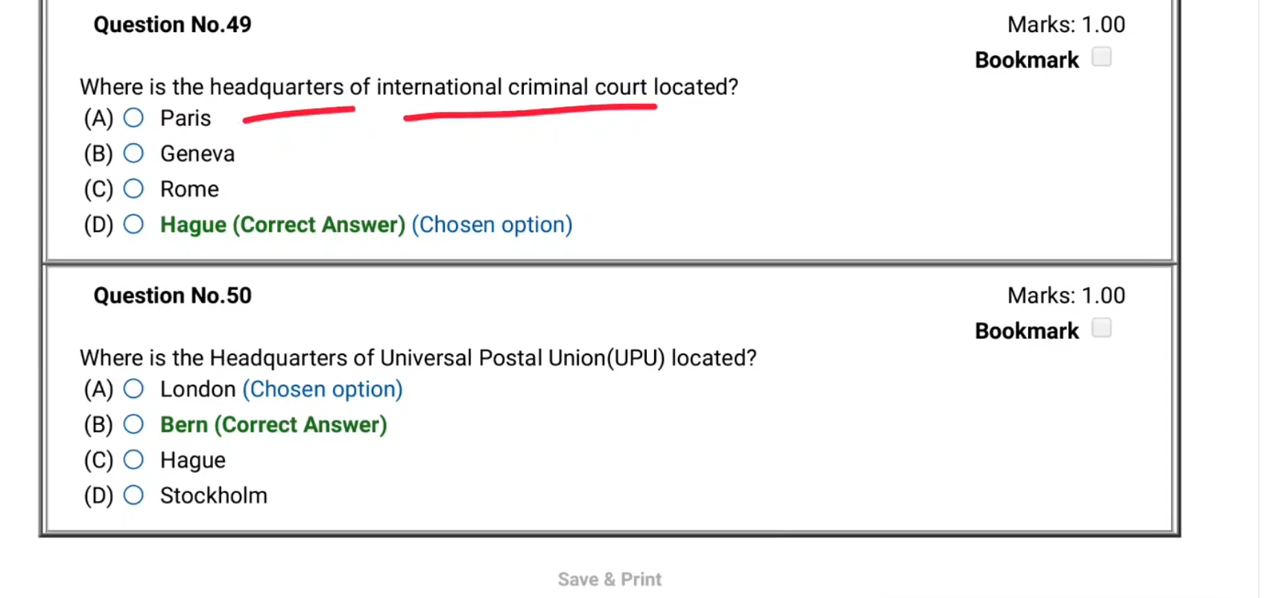 Question No.49 Marks: 1.00
Bookmark
Where is the headquarters of international criminal court located?
(A) Paris
(B) Geneva
(C) Rome
(D) Hague (Correct Answer) (Chosen option)
Question No.50 Marks: 1.00
Bookmark
Where is the Headquarters of Universal Postal Union(UPU) located?
(A) London (Chosen option)
(B) Bern (Correct Answer)
(C) Hague
(D) Stockholm
Save & Print